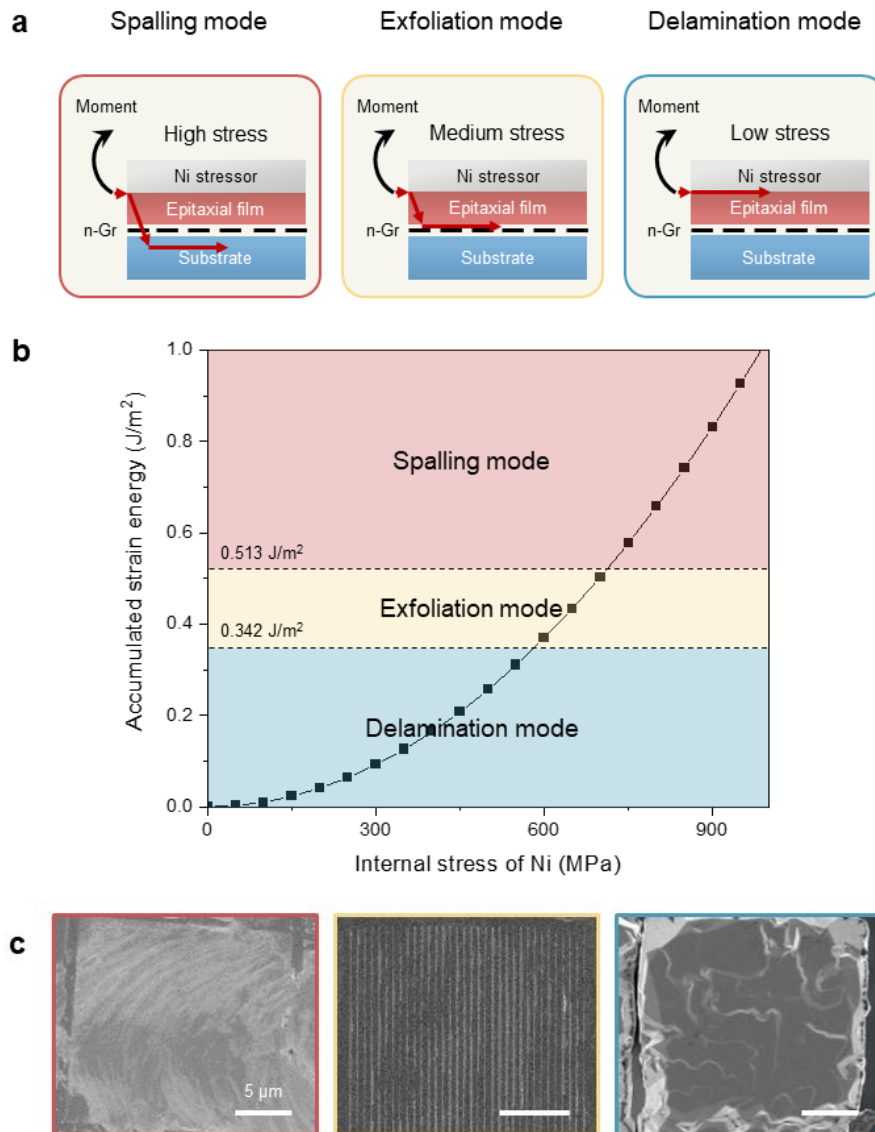 a
Spalling mode
Exfoliation mode
Delamination mode
Moment
High stress
Ni stressor
Epitaxial film
n-Gr
Substrate
Moment
Medium stress
Ni stressor
Epitaxial film
n-Gr
Substrate
Moment
Low stress
Ni stressor
Epitaxial film
n-Gr
Substrate
b
Accumulated strain energy (J/m²)
1.0
0.8
0.6
0.4
0.2
0.0
Spalling mode
0.513 J/m²
Exfoliation mode
0.342 J/m²
Delamination mode
0
300
600
900
Internal stress of Ni (MPa)
c
5 μm